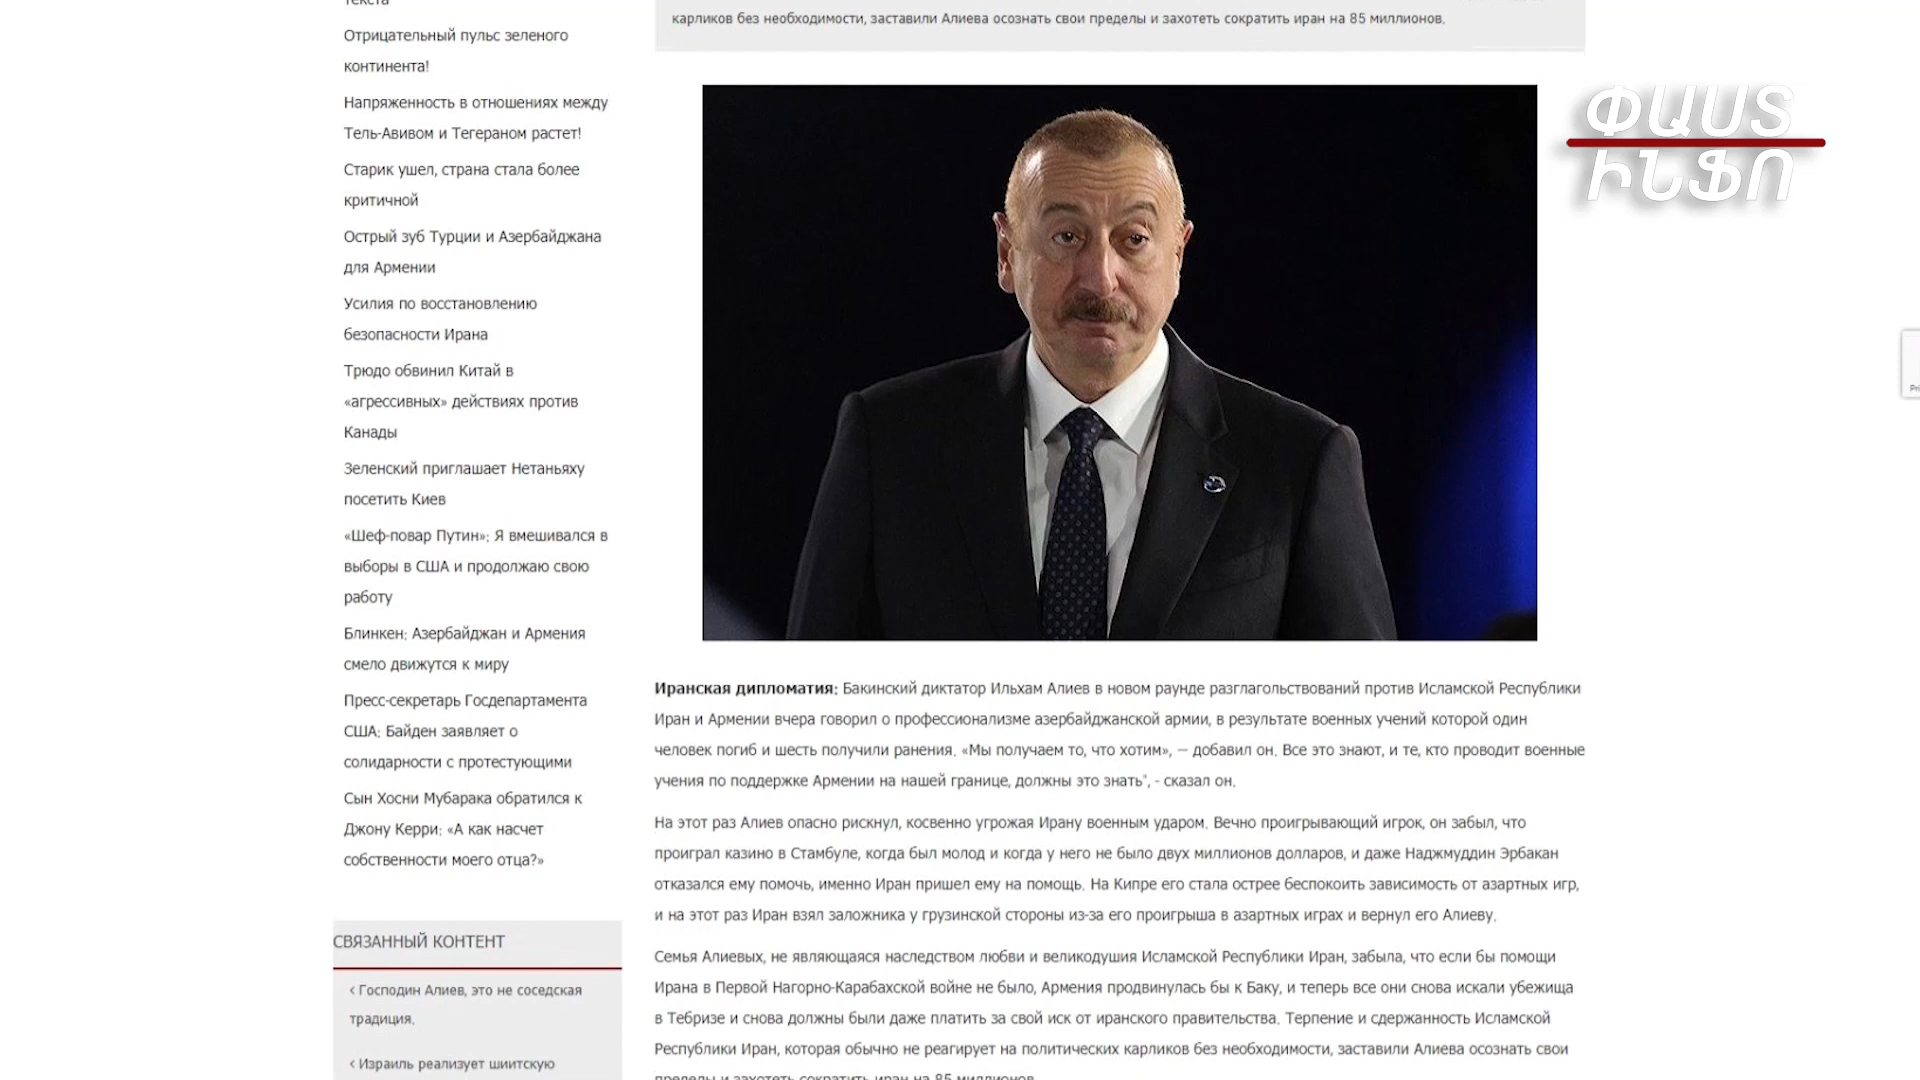 текста
Отрицательный пульс зеленого
континента!
Напряженность в отношениях между
Тель-Авивом и Тегераном растет!
Старик ушел, страна стала более
критичной
Острый зуб Турции и Азербайджана
для Армении
Усилия по восстановлению
безопасности Ирана
Трюдо обвинил Китай в
«агрессивных» действиях против
Канады
Зеленский приглашает Нетаньяху
посетить Киев
«Шеф-повар Путин»: Я вмешивался в
выборы в США и продолжаю свою
работу
Блинкен: Азербайджан и Армения
смело движутся к миру
Пресс-секретарь Госдепартамента
США: Байден заявляет о
солидарности с протестующими
Сын Хосни Мубарака обратился к
Джону Керри: «А как насчет
собственности моего отца?»
СВЯЗАННЫЙ КОНТЕНТ
‹ Господин Алиев, это не соседская
традиция.
‹ Израиль реализует шиитскую
карликов без необходимости, заставили Алиева осознать свои пределы и захотеть сократить иран на 85 миллионов.
ՓԱՍՏ
ԻՆՖՈ
Иранская дипломатия: Бакинский диктатор Ильхам Алиев в новом раунде разглагольствований против Исламской Республики
Иран и Армении вчера говорил о профессионализме азербайджанской армии, в результате военных учений которой один
человек погиб и шесть получили ранения. «Мы получаем то, что хотим», — добавил он. Все это знают, и те, кто проводит военные
учения по поддержке Армении на нашей границе, должны это знать", - сказал он.
На этот раз Алиев опасно рискнул, косвенно угрожая Ирану военным ударом. Вечно проигрывающий игрок, он забыл, что
проиграл казино в Стамбуле, когда был молод и когда у него не было двух миллионов долларов, и даже Наджмуддин Эрбакан
отказался ему помочь, именно Иран пришел ему на помощь. На Кипре его стала острее беспокоить зависимость от азартных игр,
и на этот раз Иран взял заложника у грузинской стороны из-за его проигрыша в азартных играх и вернул его Алиеву.
Семья Алиевых, не являющаяся наследством любви и великодушия Исламской Республики Иран, забыла, что если бы помощи
Ирана в Первой Нагорно-Карабахской войне не было, Армения продвинулась бы к Баку, и теперь все они снова искали убежища
в Тебризе и снова должны были даже платить за свой иск от иранского правительства. Терпение и сдержанность Исламской
Республики Иран, которая обычно не реагирует на политических карликов без необходимости, заставили Алиева осознать свои
пределы и захотеть сократить иран на 85 миллионов.